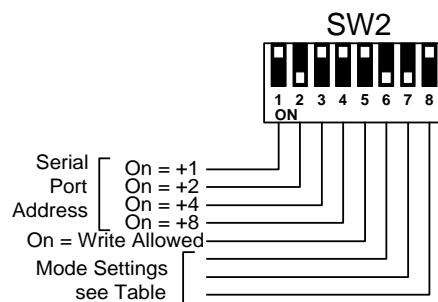 SW2
1 2 3 4 5 6 7 8
ON
Serial
Port
Address
On = +1
On = +2
On = +4
On = +8
On = Write Allowed
Mode Settings
see Table